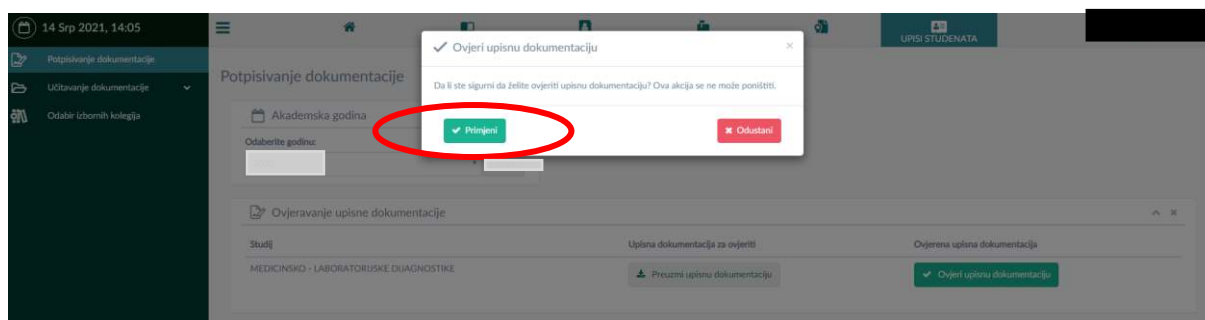 14 Srp 2021, 14:05
UPISI STUDENATA
Potpisivanje dokumentacije
Učitavanje dokumentacije
Odabir izbornih kolegija
Potpisivanje dokumentacije
Akademska godina
Odaberite godinu:
Ovjeri upisnu dokumentaciju
Da li ste sigurni da želite ovjeriti upisnu dokumentaciju? Ova akcija se ne može poništiti.
Primjeni
Odustani
Ovjeravanje upisne dokumentacije
Studij
Upisna dokumentacija za ovjeriti
Ovjerena upisna dokumentacija
MEDICINSKO - LABORATORIJSKE DIJAGNOSTIKE
Preuzmi upisnu dokumentaciju
Ovjeri upisnu dokumentaciju